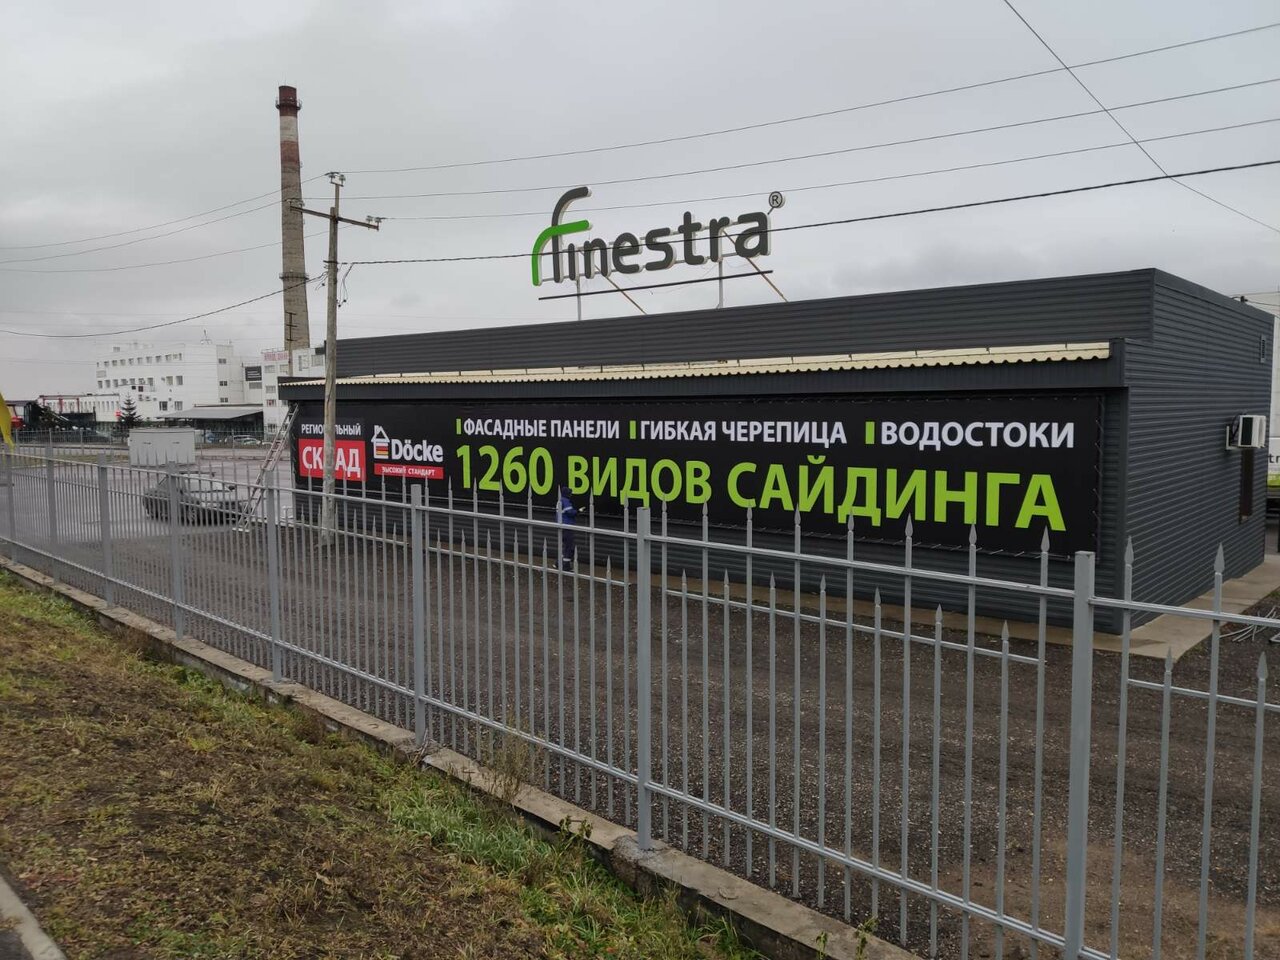 finestra®
РЕГИОНАЛЬНЫЙ
СКЛАД
Döcke
ВЫСОКИЙ СТАНДАРТ
ФАСАДНЫЕ ПАНЕЛИ ГИБКАЯ ЧЕРЕПИЦА ВОДОСТОКИ
1260 ВИДОВ САЙДИНГА